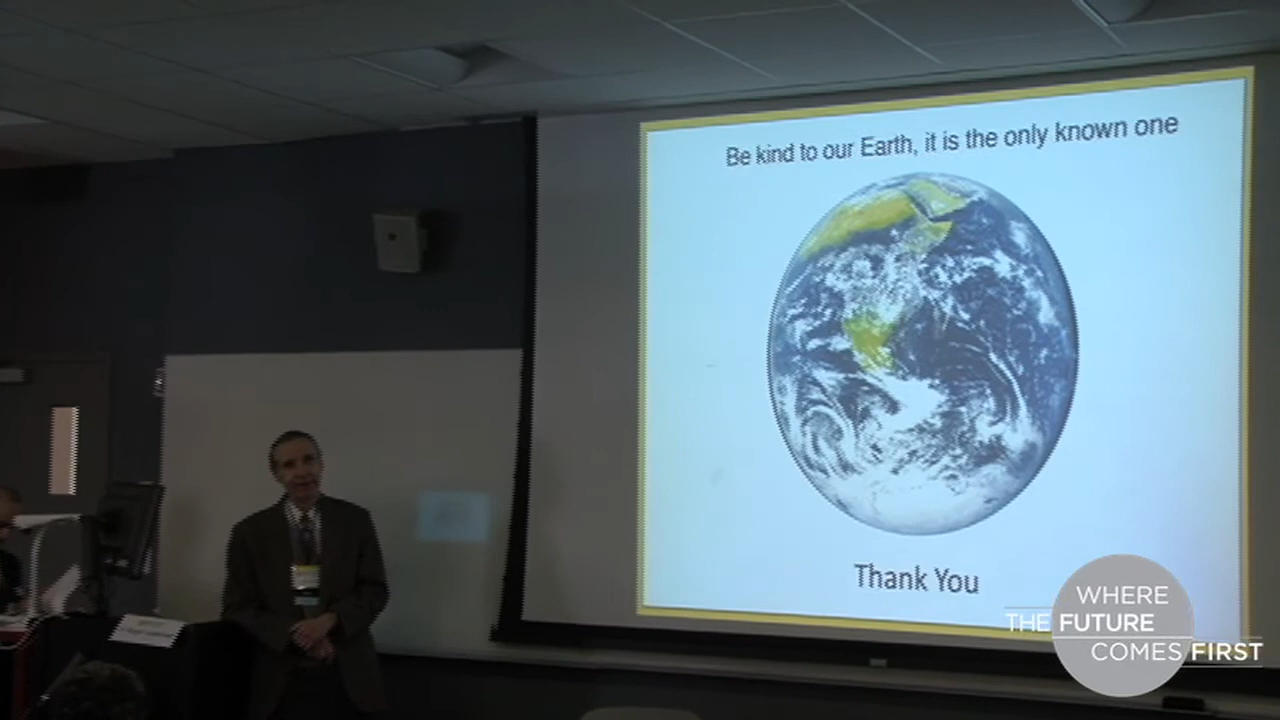 Be kind to our Earth, it is the only known one
Thank You
WHERE
THE FUTURE
COMES FIRST